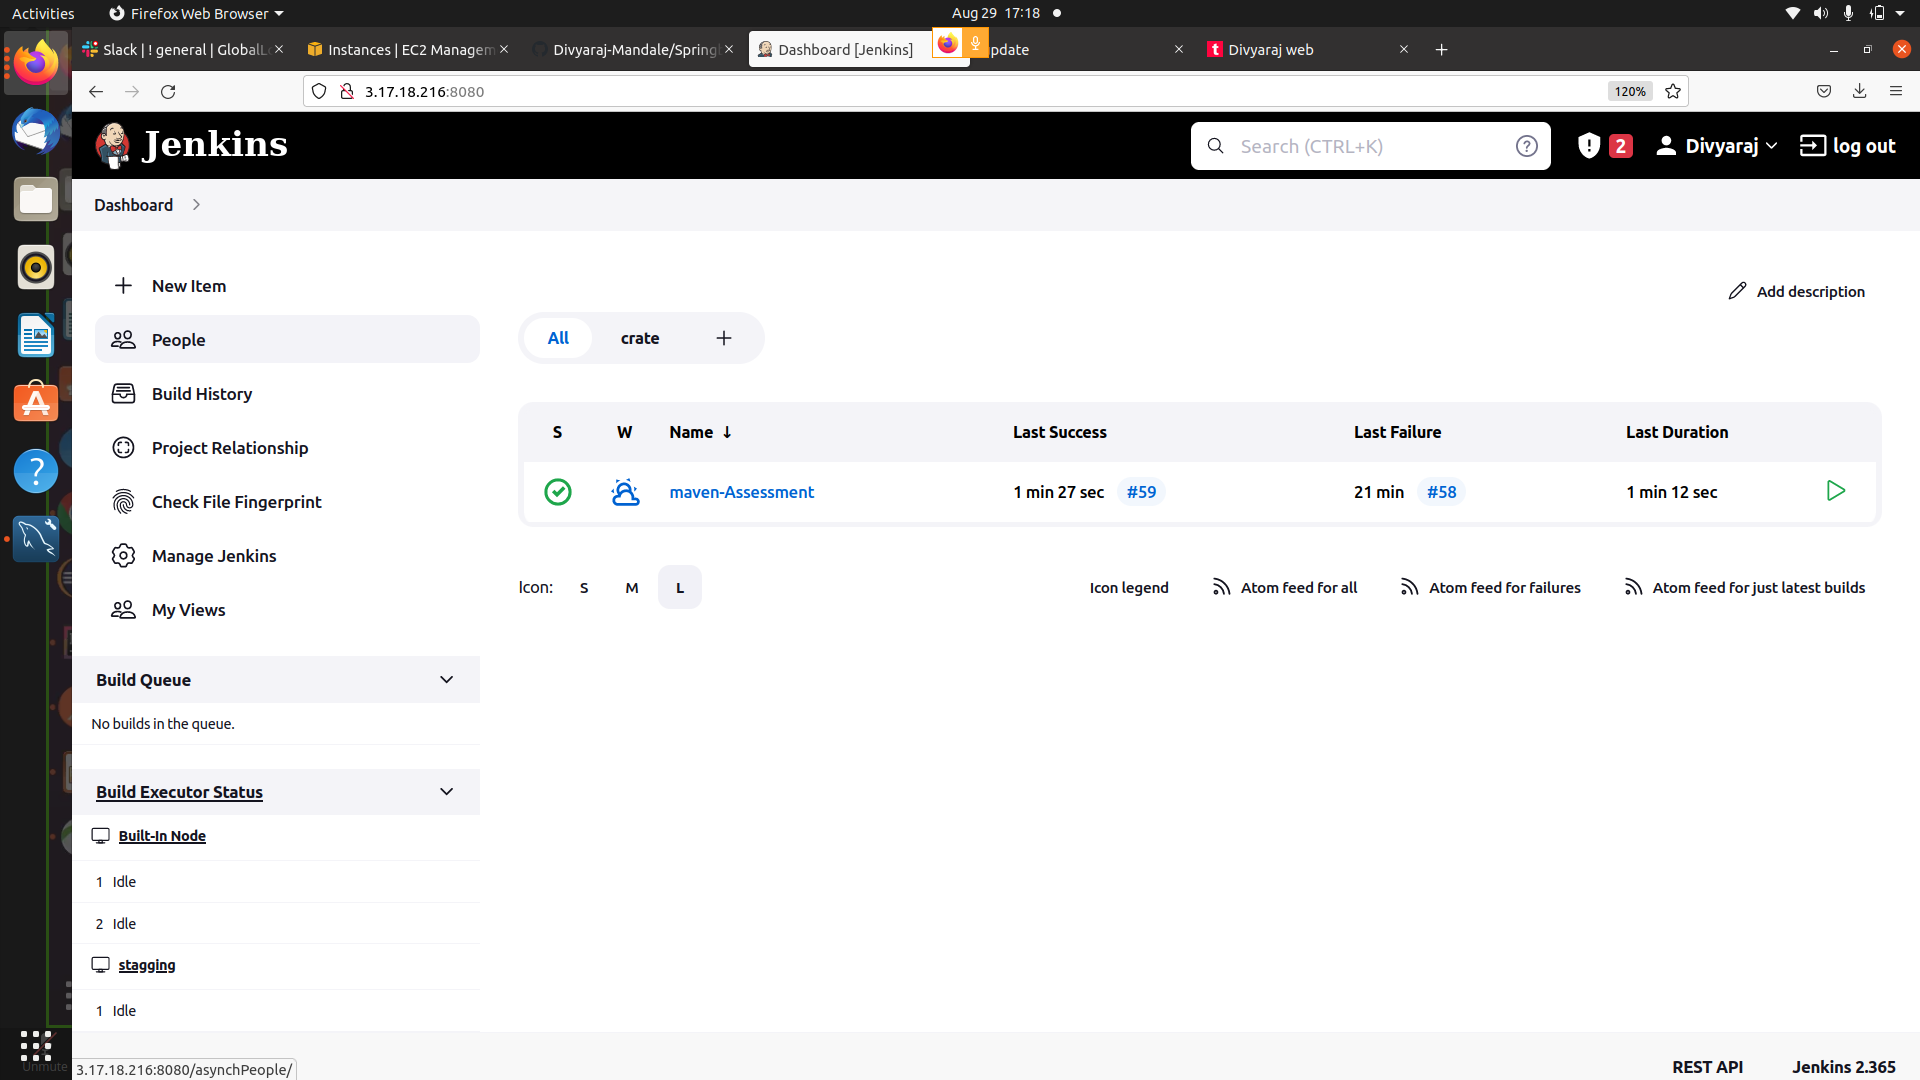 Activities
Firefox Web Browser
Aug 29 17:18
Slack | ! general | GlobalL
Instances | EC2 Managem
Divyaraj-Mandale/Spring
Dashboard [Jenkins]
pdate
Divyaraj web
3.17.18.216:8080
120%
Jenkins
Search (CTRL+K)
2
Divyaraj
log out
Dashboard
New Item
Add description
People
All
crate
Build History
S
W
Name ↓
Last Success
Last Failure
Last Duration
Project Relationship
maven-Assessment
1 min 27 sec
#59
21 min
#58
1 min 12 sec
Check File Fingerprint
Manage Jenkins
Icon:
S
M
L
Icon legend
Atom feed for all
Atom feed for failures
Atom feed for just latest builds
My Views
Build Queue
No builds in the queue.
Build Executor Status
Built-In Node
1 Idle
2 Idle
stagging
1 Idle
Unmute
3.17.18.216:8080/asynchPeople/
REST API
Jenkins 2.365